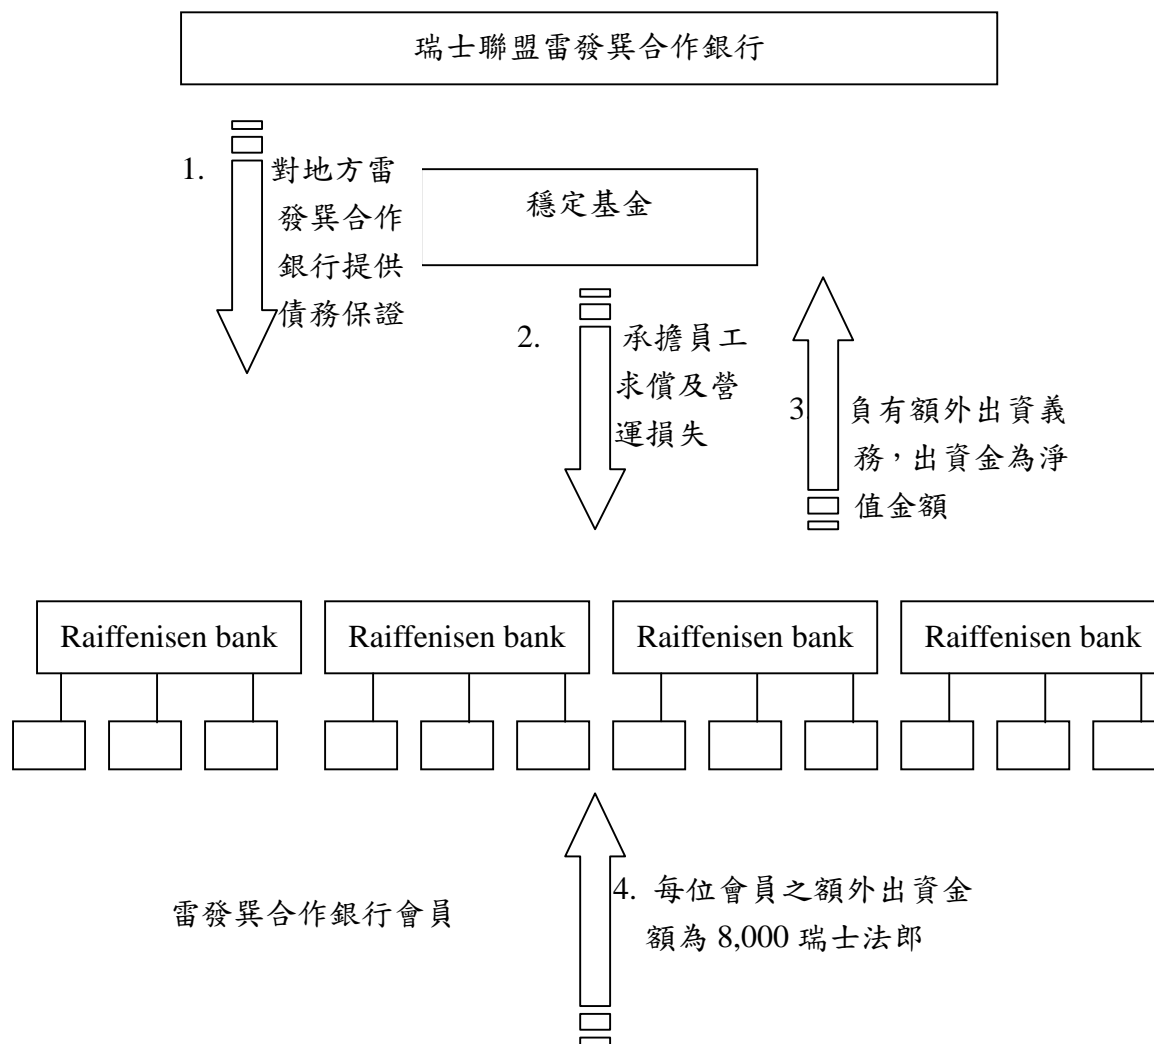 瑞士聯盟雷發巽合作銀行
1. 對地方雷
發巽合作
銀行提供
債務保證
穩定基金
2. 承擔員工
求償及營
運損失
3 負有額外出資義
務，出資金為淨
值金額
Raiffenisen bank
Raiffenisen bank
Raiffenisen bank
Raiffenisen bank
雷發巽合作銀行會員
4. 每位會員之額外出資金
額為 8,000 瑞士法郎